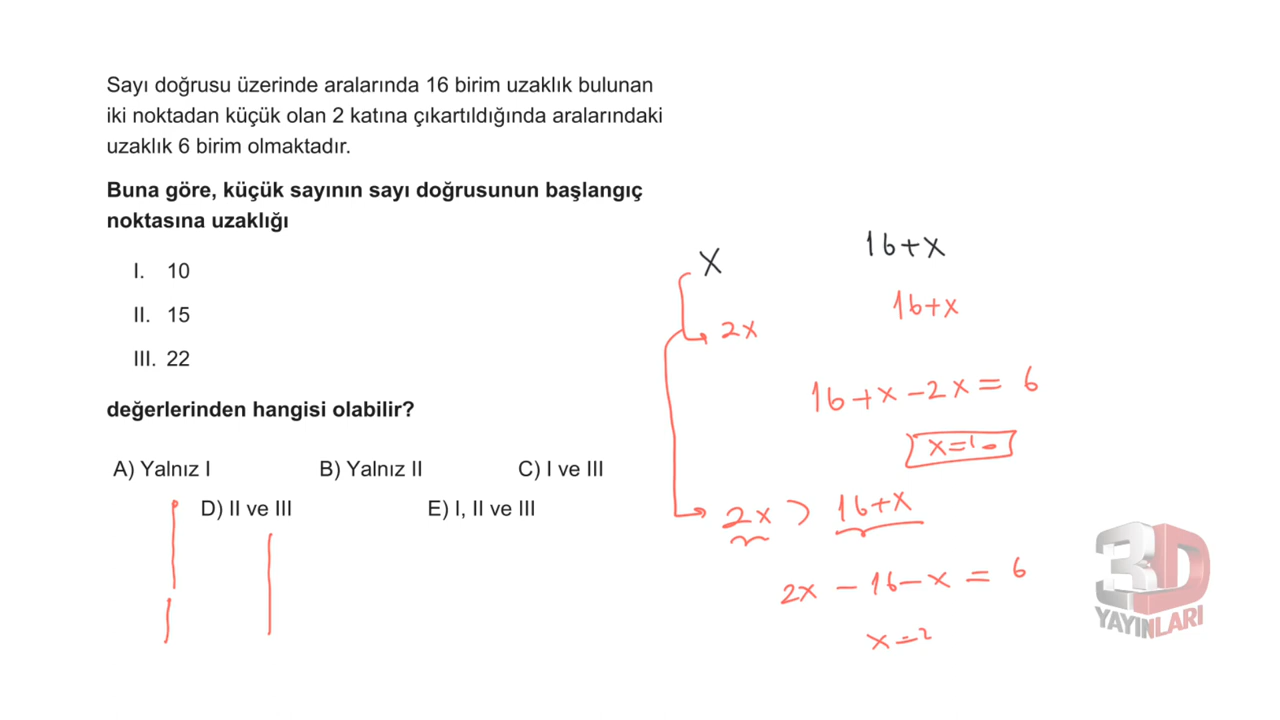 Sayı doğrusu üzerinde aralarında 16 birim uzaklık bulunan
iki noktadan küçük olan 2 katına çıkartıldığında aralarındaki
uzaklık 6 birim olmaktadır.
Buna göre, küçük sayının sayı doğrusunun başlangıç
noktasına uzaklığı
I. 10
II. 15
III. 22
değerlerinden hangisi olabilir?
A) Yalnız I B) Yalnız II C) I ve III
D) II ve III E) I, II ve III
x 16+x
2x 16+x
16+x-2x = 6
x=10
2x > 16+x
2x - 16 - x = 6
x=2
3D
YAYINLARI